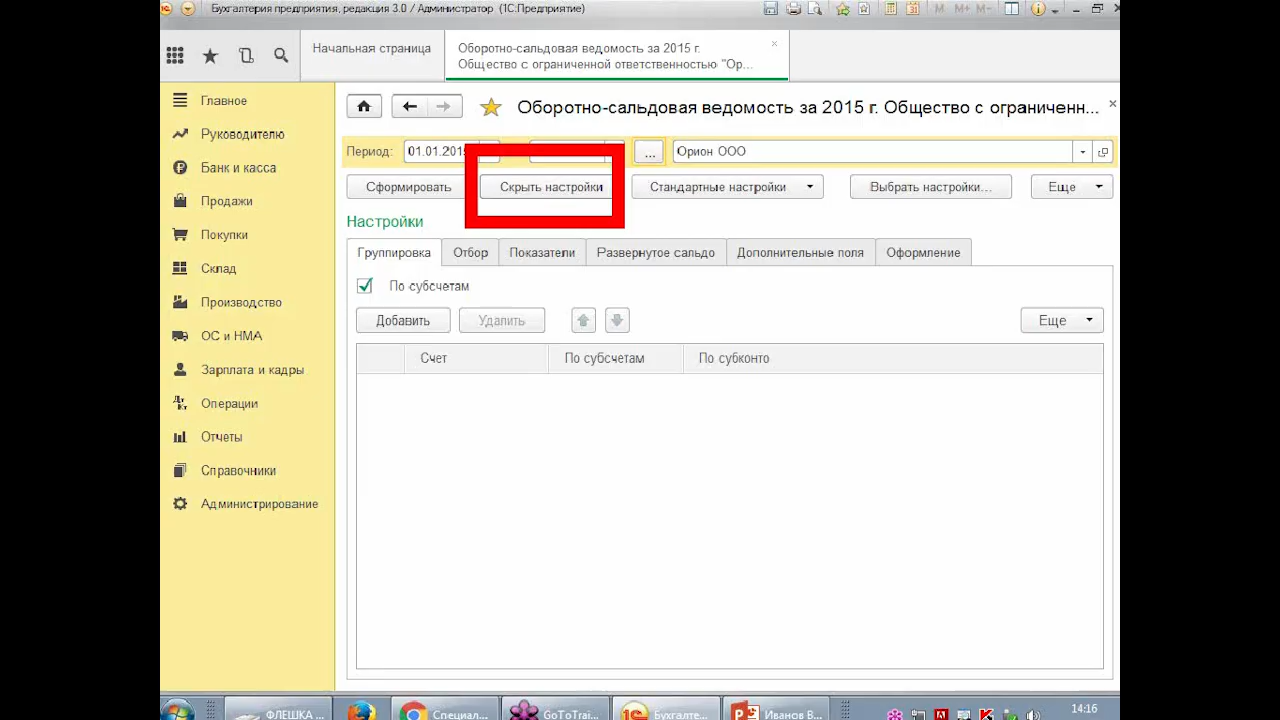 Бухгалтерия предприятия, редакция 3.0 / Администратор (1С:Предприятие)
M M+ M-
Начальная страница
Оборотно-сальдовая ведомость за 2015 г.
Общество с ограниченной ответственностью "Ор...
Главное
Руководителю
Банк и касса
Продажи
Покупки
Склад
Производство
ОС и НМА
Зарплата и кадры
Операции
Отчеты
Справочники
Администрирование
Оборотно-сальдовая ведомость за 2015 г. Общество с ограниченн...
Период: 01.01.2015 ... Орион ООО
Сформировать Скрыть настройки Стандартные настройки Выбрать настройки... Еще
Настройки
Группировка Отбор Показатели Развернутое сальдо Дополнительные поля Оформление
По субсчетам
Добавить Удалить Еще
Счет По субсчетам По субконто
ФЛЕШКА ... Специал... GoToTrai... Бухгалте... Иванов В... 14:16